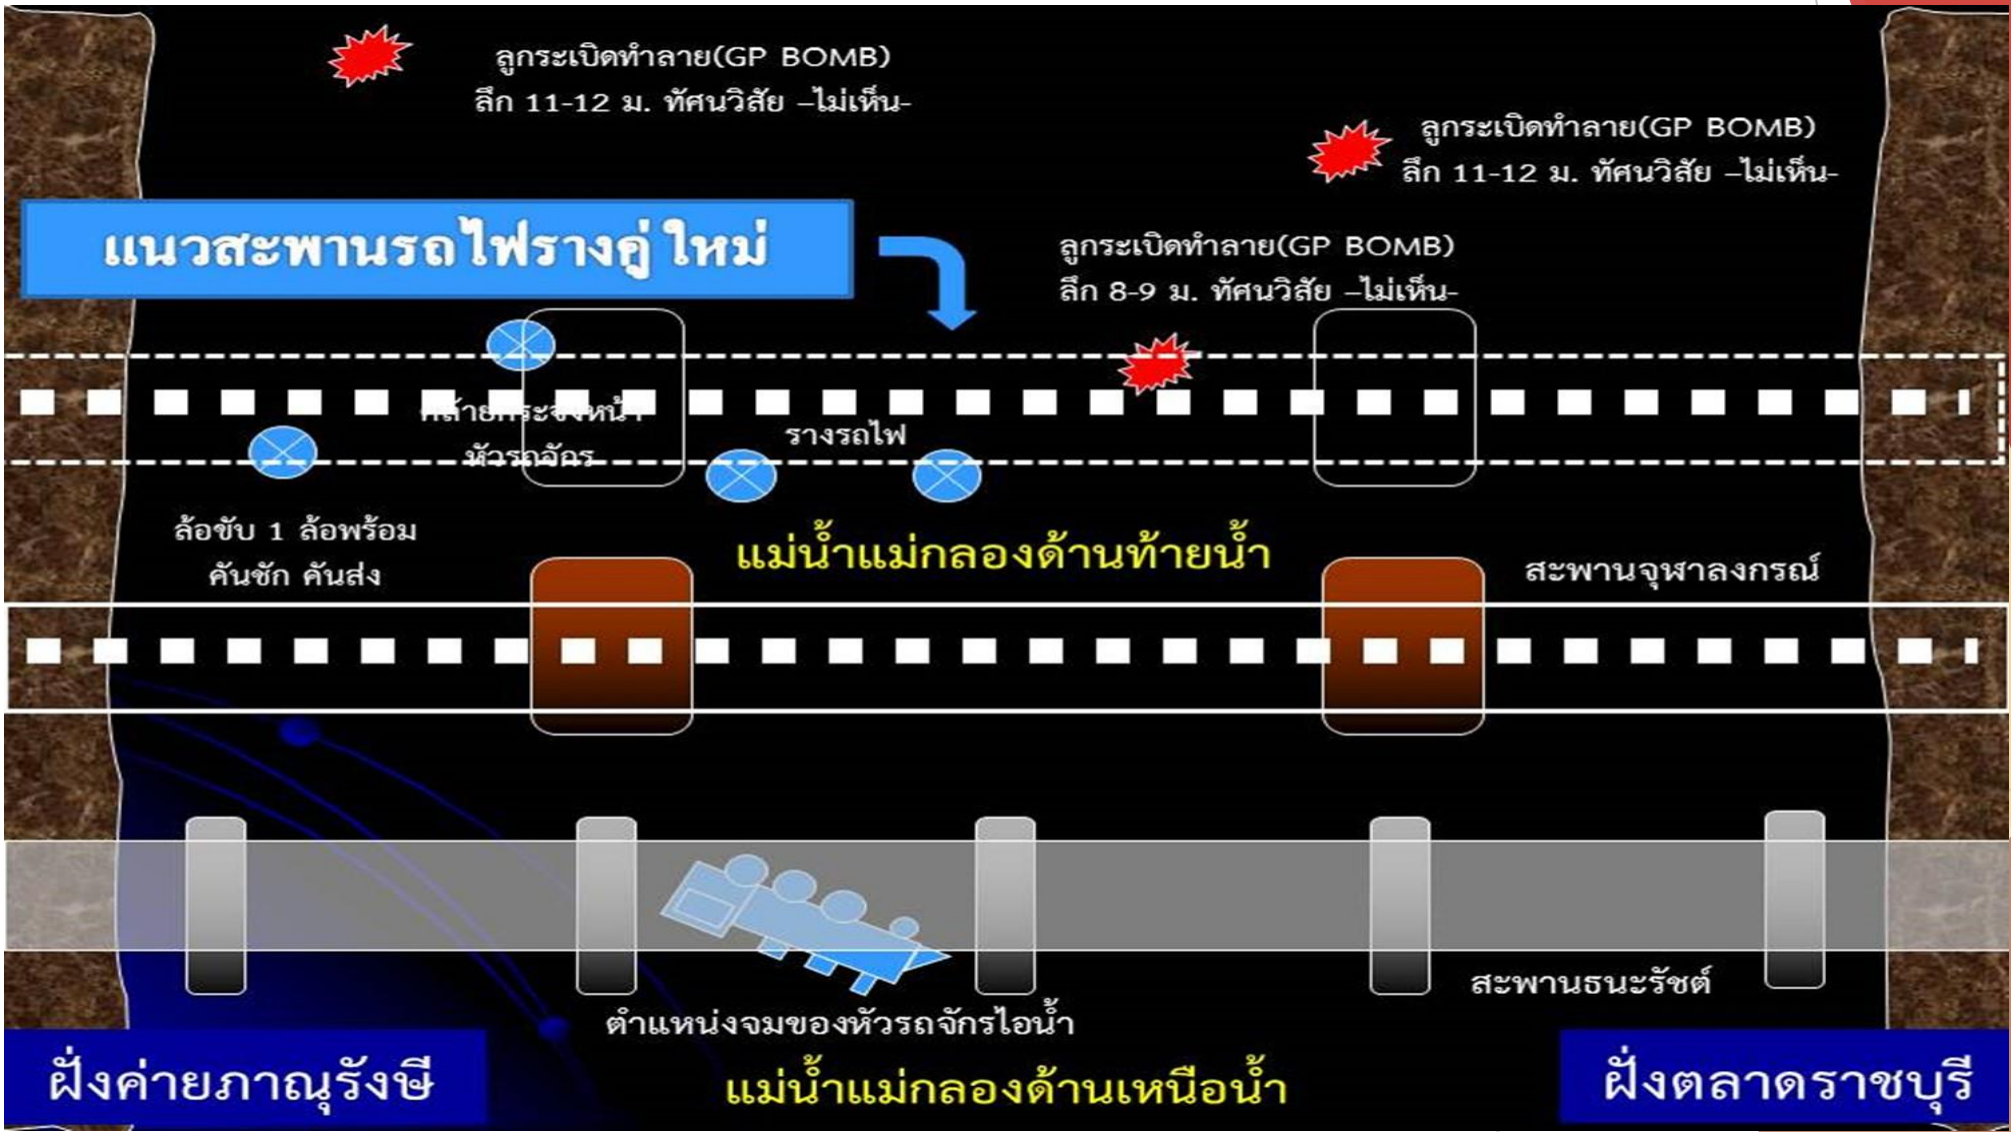 ลูกระเบิดทำลาย(GP BOMB)
ลึก 11-12 ม. ทัศนวิสัย –ไม่เห็น-
ลูกระเบิดทำลาย(GP BOMB)
ลึก 11-12 ม. ทัศนวิสัย –ไม่เห็น-
แนวสะพานรถไฟรางคู่ ใหม่
ลูกระเบิดทำลาย(GP BOMB)
ลึก 8-9 ม. ทัศนวิสัย –ไม่เห็น-
คล้ายกระจังหน้า
หัวรถจักร
รางรถไฟ
ล้อขับ 1 ล้อพร้อม
คันชัก คันส่ง
แม่น้ำแม่กลองด้านท้ายน้ำ
สะพานจุฬาลงกรณ์
สะพานธนะรัชต์
ตำแหน่งจมของหัวรถจักรไอน้ำ
ฝั่งค่ายภาณุรังษี
แม่น้ำแม่กลองด้านเหนือน้ำ
ฝั่งตลาดราชบุรี